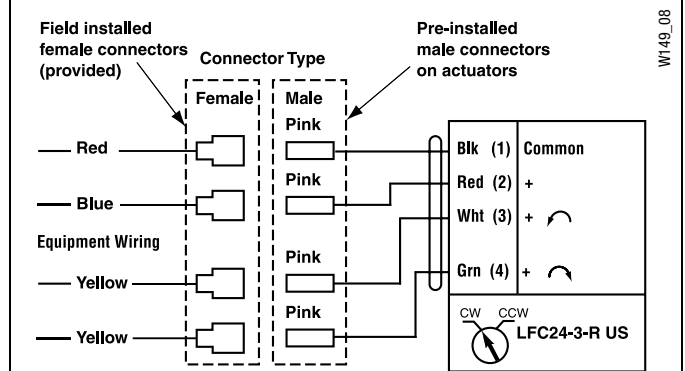 Field installed
female connectors
(provided)
Connector Type
Pre-installed
male connectors
on actuators
W149_08
Female
Male
Pink
Red
Blk (1) Common
Pink
Blue
Red (2) +
Wht (3) +
Equipment Wiring
Pink
Yellow
Grn (4) +
Pink
Yellow
CW CCW
LFC24-3-R US